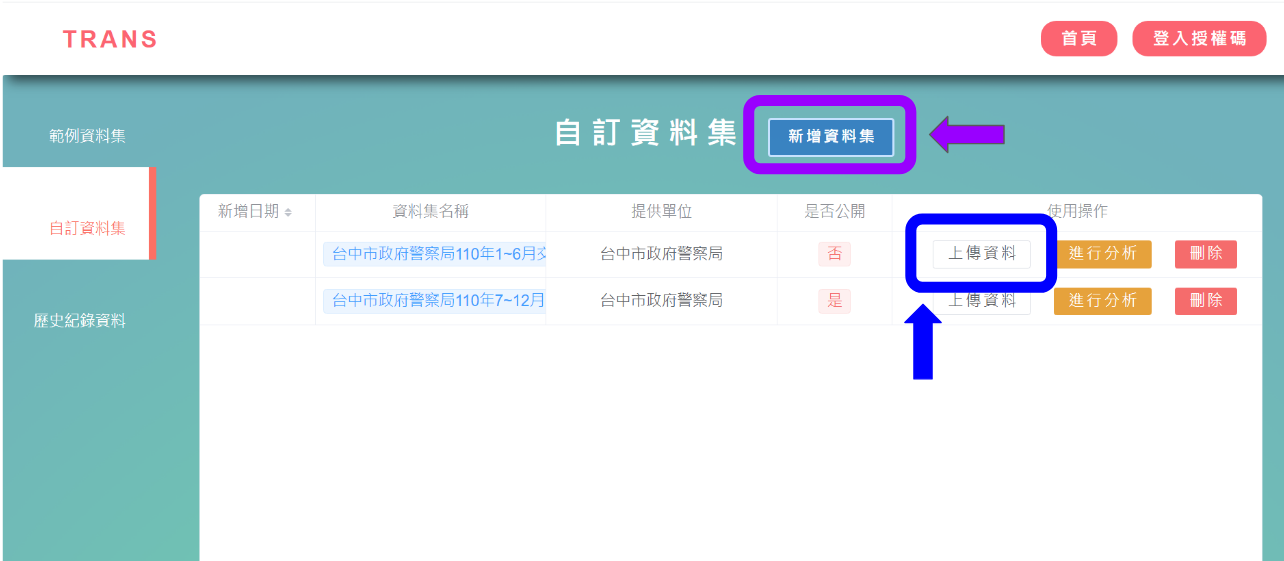 TRANS
首頁
登入授權碼
範例資料集
自訂資料集
歷史紀錄資料
自訂資料集
新增資料集
新增日期 資料集名稱 提供單位 是否公開 使用操作
台中市政府警察局110年1~6月交 台中市政府警察局 否 上傳資料 進行分析 刪除
台中市政府警察局110年7~12月 台中市政府警察局 是 上傳資料 進行分析 刪除